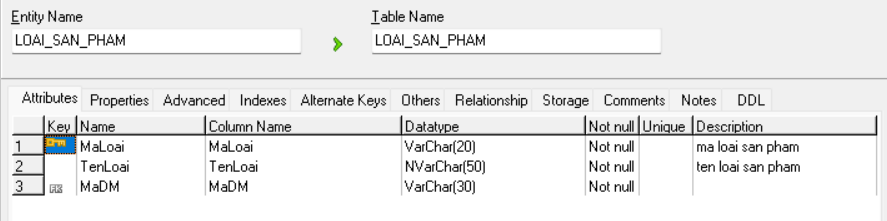 Entity Name Table Name
LOAI_SAN_PHAM LOAI_SAN_PHAM
Attributes Properties Advanced Indexes Alternate Keys Others Relationship Storage Comments Notes DDL
Key Name Column Name Datatype Not null Unique Description
1 MaLoai MaLoai VarChar(20) Not null ma loai san pham
2 TenLoai TenLoai NVarChar(50) Not null ten loai san pham
3 MaDM MaDM VarChar(30) Not null